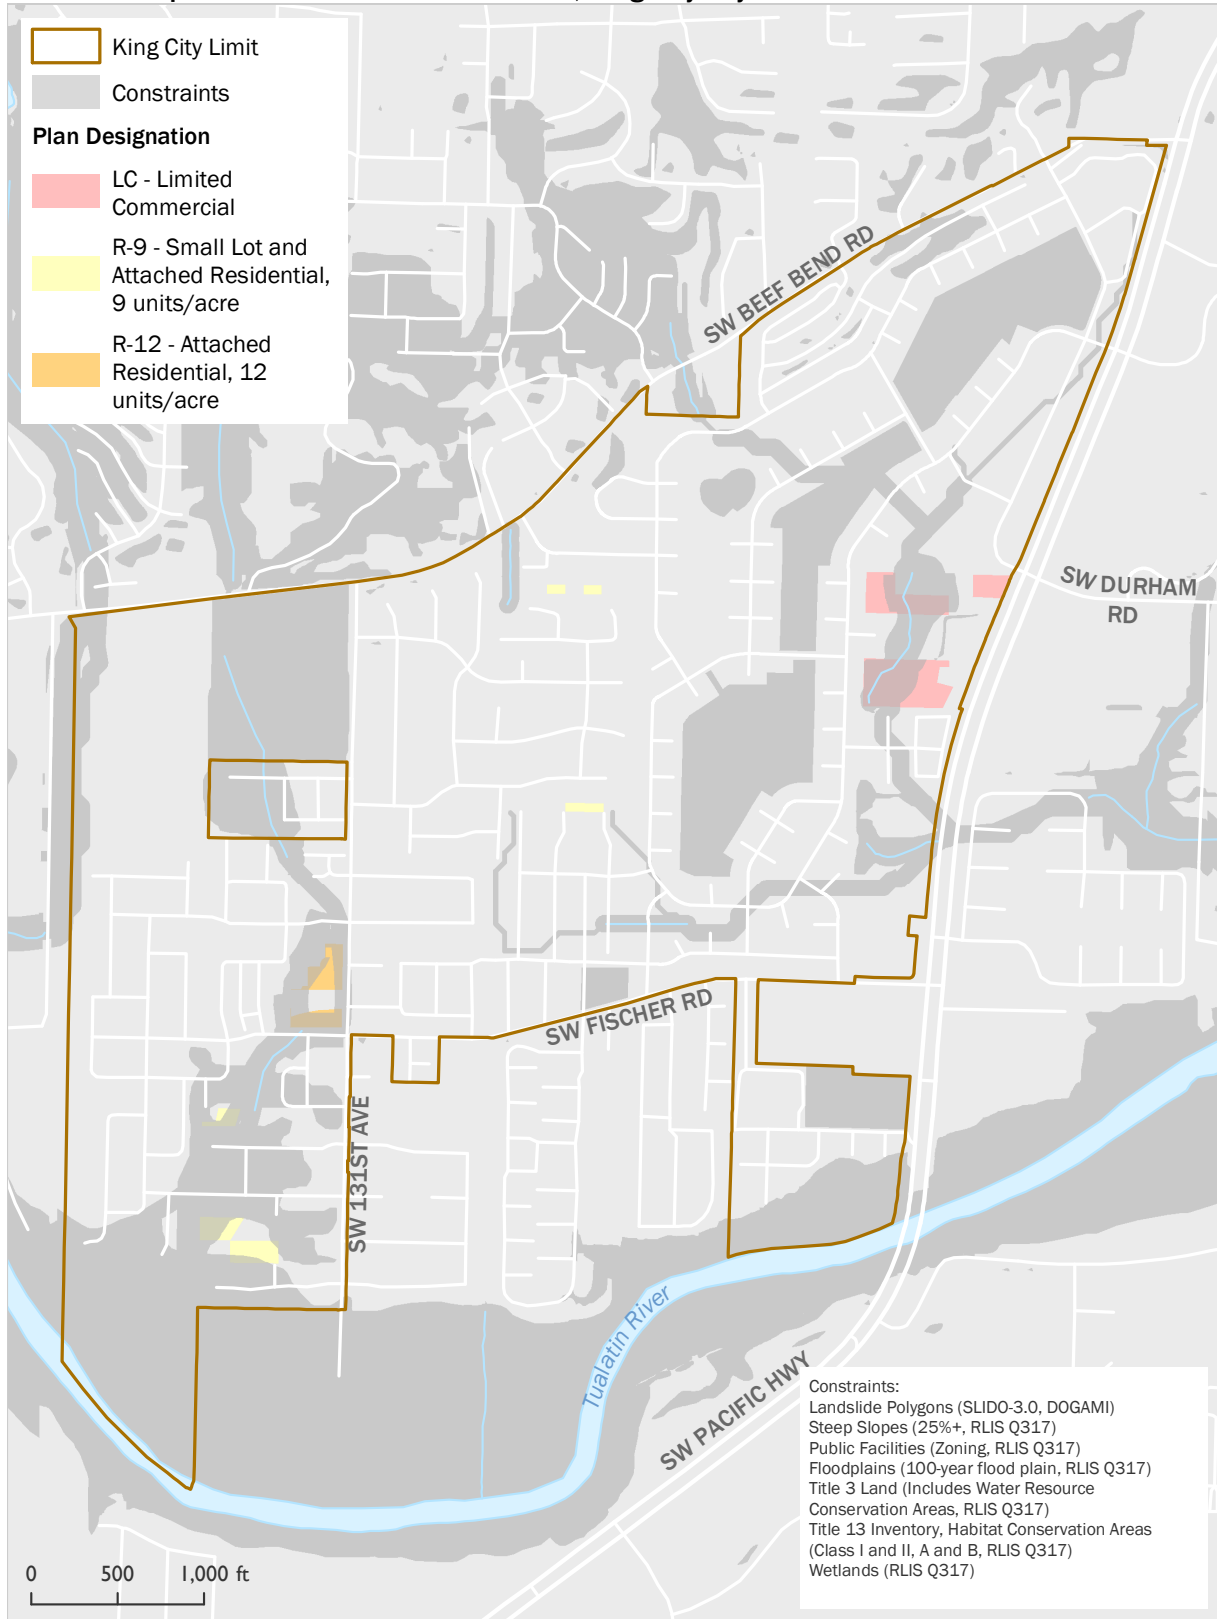 King City Limit
Constraints
Plan Designation
LC - Limited
Commercial
R-9 - Small Lot and
Attached Residential,
9 units/acre
R-12 - Attached
Residential, 12
units/acre
SW BEEF BEND RD
SW DURHAM
RD
SW FISCHER RD
SW 131ST AVE
Tualatin River
SW PACIFIC HWY
Constraints:
Landslide Polygons (SLIDO-3.0, DOGAMI)
Steep Slopes (25%+, RLIS Q317)
Public Facilities (Zoning, RLIS Q317)
Floodplains (100-year flood plain, RLIS Q317)
Title 3 Land (Includes Water Resource
Conservation Areas, RLIS Q317)
Title 13 Inventory, Habitat Conservation Areas
(Class I and II, A and B, RLIS Q317)
Wetlands (RLIS Q317)
0 500 1,000 ft